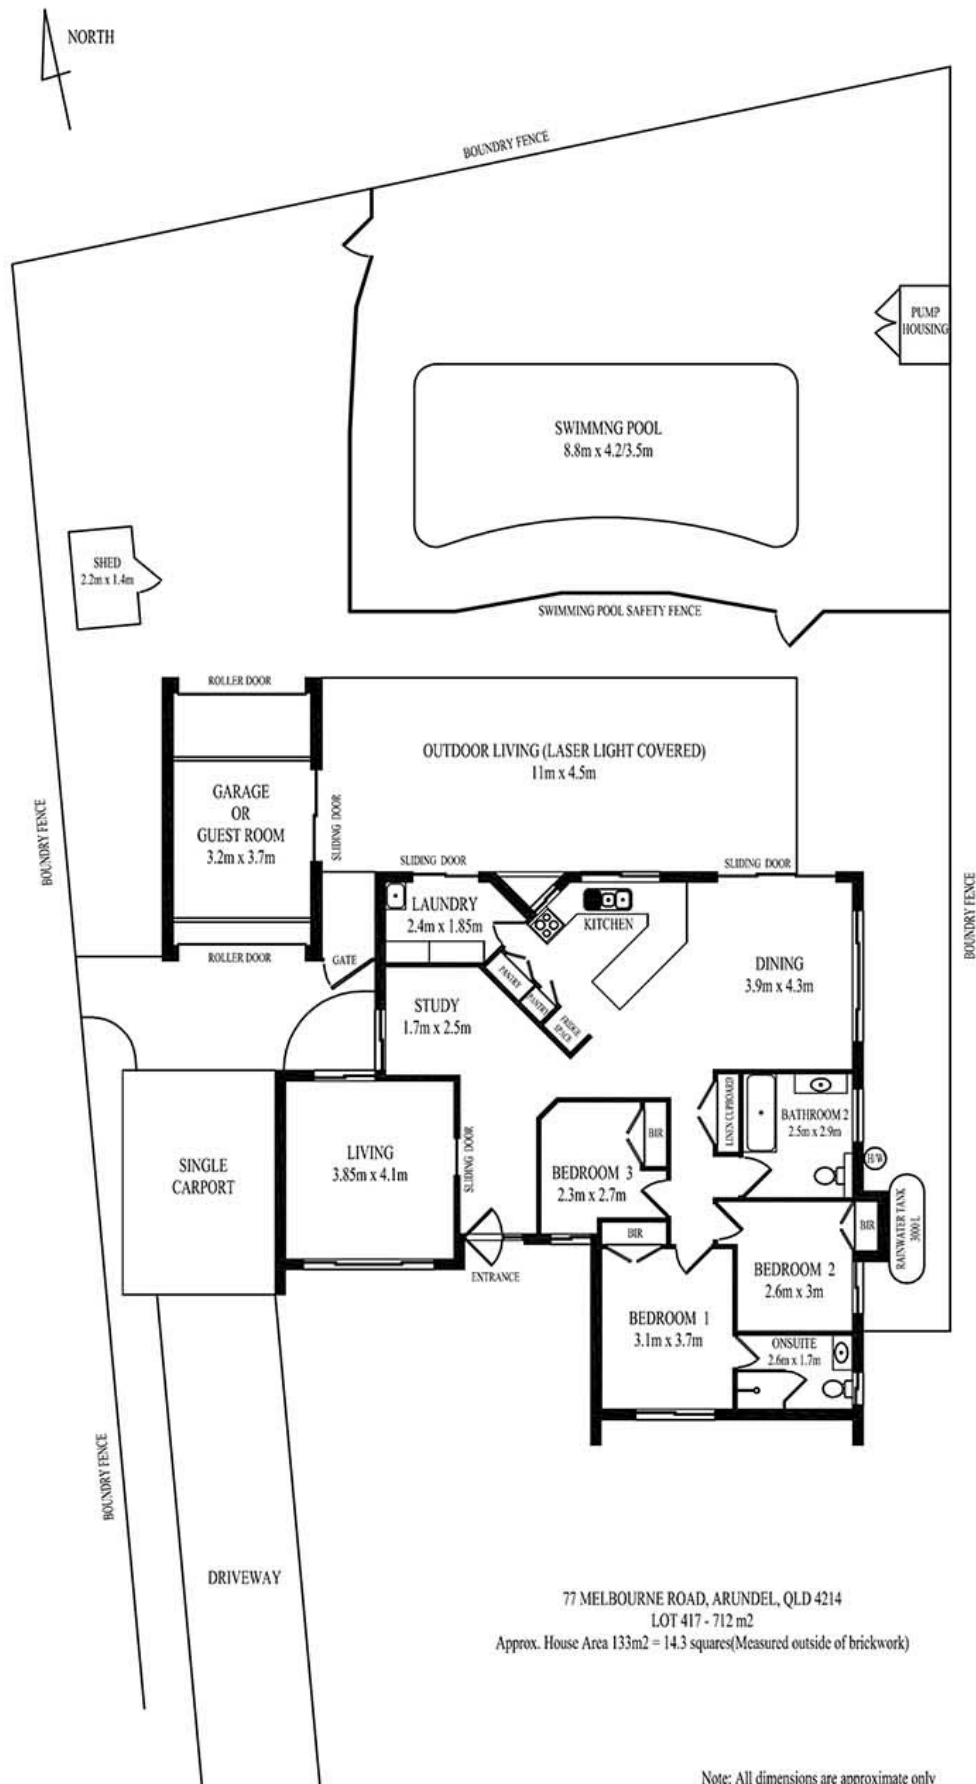 NORTH
BOUNDRY FENCE
PUMP
HOUSING
SWIMMNG POOL
8.8m x 4.2/3.5m
SHED
2.2m x 1.4m
SWIMMING POOL SAFETY FENCE
ROLLER DOOR
OUTDOOR LIVING (LASER LIGHT COVERED)
11m x 4.5m
GARAGE
OR
GUEST ROOM
3.2m x 3.7m
SLIDING DOOR
BOUNDRY FENCE
SLIDING DOOR
SLIDING DOOR
LAUNDRY
2.4m x 1.85m
KITCHEN
BOUNDRY FENCE
ROLLER DOOR
GATE
PANTRY
PANTRY
FRIDGE
SPACE
DINING
3.9m x 4.3m
STUDY
1.7m x 2.5m
LINEN CUPBOARD
BATHROOM 2
2.5m x 2.9m
BIR
LIVING
3.85m x 4.1m
SLIDING DOOR
SINGLE
CARPORT
BEDROOM 3
2.3m x 2.7m
H/W
RAINWATER TANK
3000 L
BIR
BIR
ENTRANCE
BEDROOM 2
2.6m x 3m
BEDROOM 1
3.1m x 3.7m
ONSUITE
2.6m x 1.7m
BOUNDRY FENCE
DRIVEWAY
77 MELBOURNE ROAD, ARUNDEL, QLD 4214
LOT 417 - 712 m2
Approx. House Area 133m2 = 14.3 squares(Measured outside of brickwork)
Note: All dimensions are approximate only